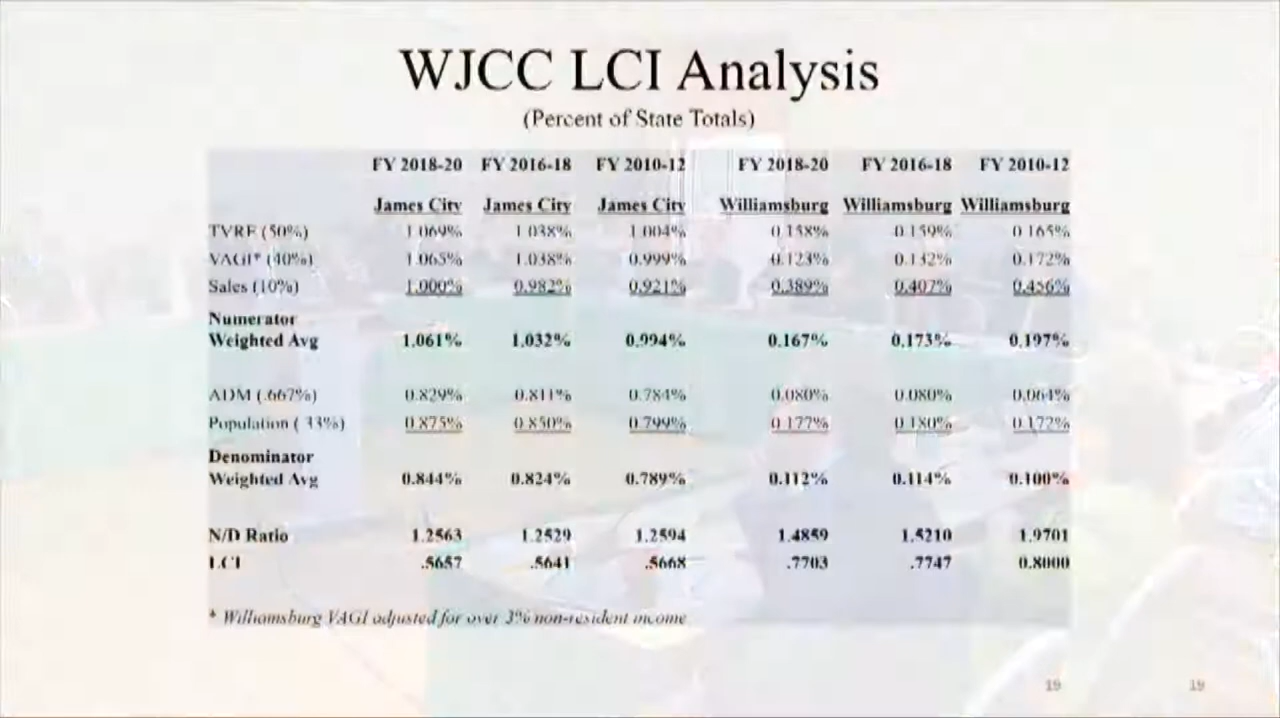 WJCC LCI Analysis
(Percent of State Totals)
FY 2018-20 FY 2016-18 FY 2010-12 FY 2018-20 FY 2016-18 FY 2010-12
James City James City James City Williamsburg Williamsburg Williamsburg
TVRE (50%) 1.069% 1.038% 1.004% 0.158% 0.159% 0.165%
VAGI* (40%) 1.065% 1.038% 0.999% 0.123% 0.132% 0.172%
Sales (10%) 1.000% 0.982% 0.921% 0.389% 0.407% 0.456%
Numerator
Weighted Avg 1.061% 1.032% 0.994% 0.167% 0.173% 0.197%
ADM (.667%) 0.829% 0.811% 0.784% 0.080% 0.080% 0.064%
Population (.33%) 0.875% 0.850% 0.799% 0.177% 0.180% 0.172%
Denominator
Weighted Avg 0.844% 0.824% 0.789% 0.112% 0.114% 0.100%
N/D Ratio 1.2563 1.2529 1.2594 1.4859 1.5210 1.9701
LCI .5657 .5641 .5668 .7703 .7747 0.8000
* Williamsburg VAGI adjusted for over 3% non-resident income
19 19